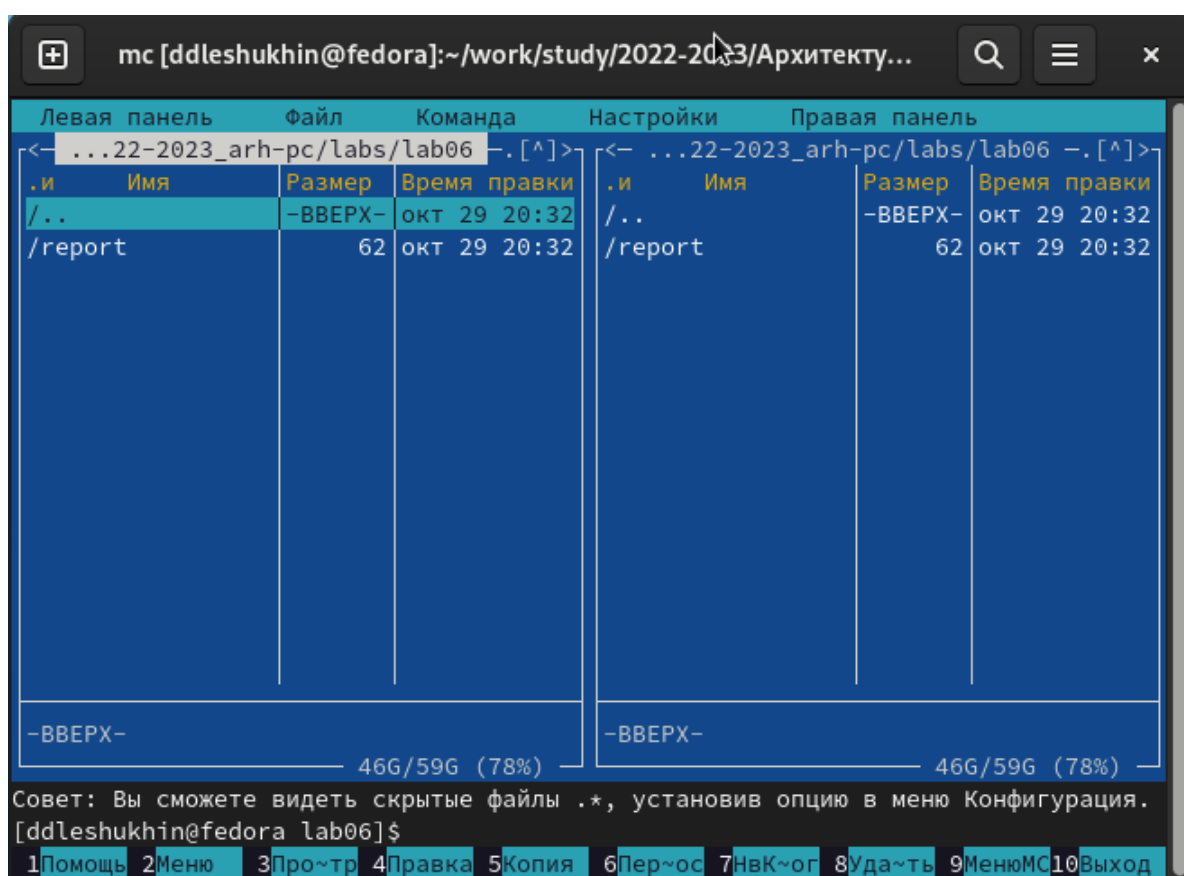 mc [ddleshukhin@fedora]:~/work/study/2022-2023/Архитекту...
Левая панель Файл Команда Настройки Правая панель
<— ...22-2023_arh-pc/labs/lab06 —.[^]> <— ...22-2023_arh-pc/labs/lab06 —.[^]>
.и Имя Размер Время правки .и Имя Размер Время правки
/.. -ВВЕРХ- окт 29 20:32 /.. -ВВЕРХ- окт 29 20:32
/report 62 окт 29 20:32 /report 62 окт 29 20:32
-ВВЕРХ- -ВВЕРХ-
46G/59G (78%) 46G/59G (78%)
Совет: Вы сможете видеть скрытые файлы .*, установив опцию в меню Конфигурация.
[ddleshukhin@fedora lab06]$
1Помощь 2Меню 3Про~тр 4Правка 5Копия 6Пер~ос 7НвК~ог 8Уда~ть 9МенюМС 10Выход